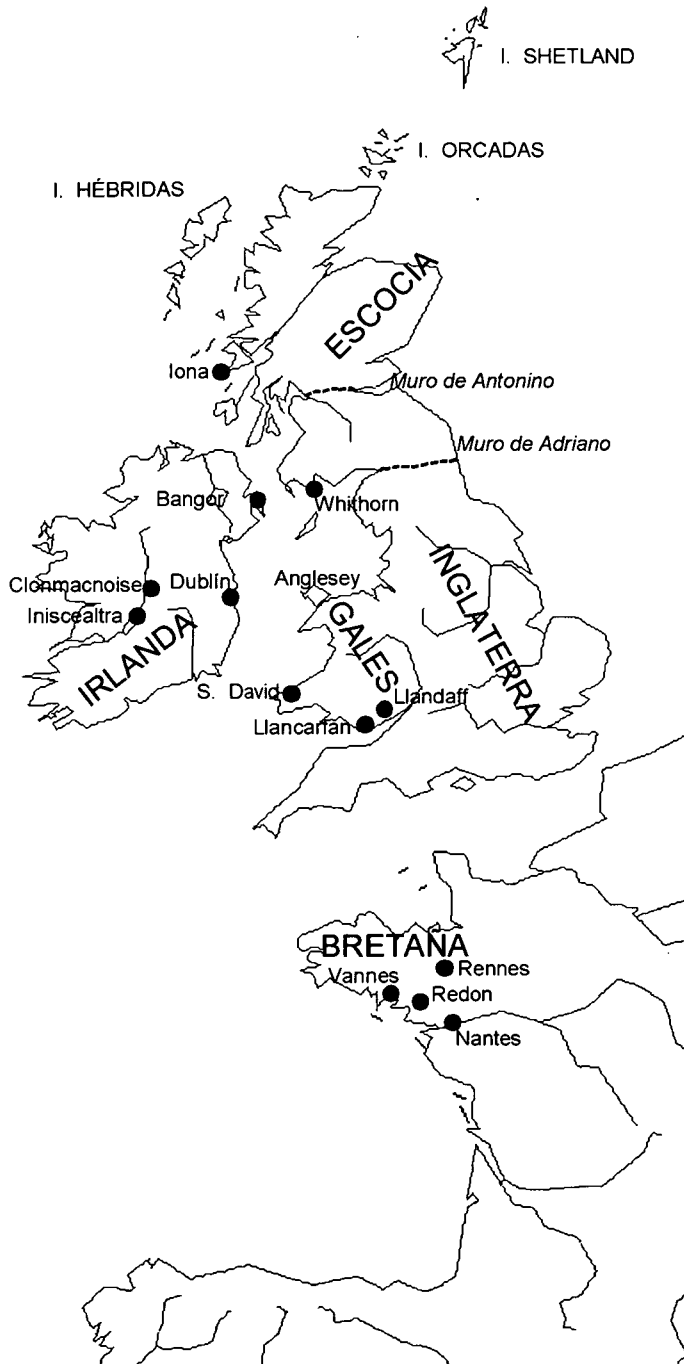 I. SHETLAND
I. ORCADAS
I. HÉBRIDAS
ESCOCIA
Iona
Muro de Antonino
Muro de Adriano
Bangor
Whithorn
Clonmacnoise
Dublín
Anglesey
Iniscealtra
IRLANDA
GALES
INGLATERRA
S. David
Llandaff
Llancarfan
BRETANA
Vannes
Rennes
Redon
Nantes